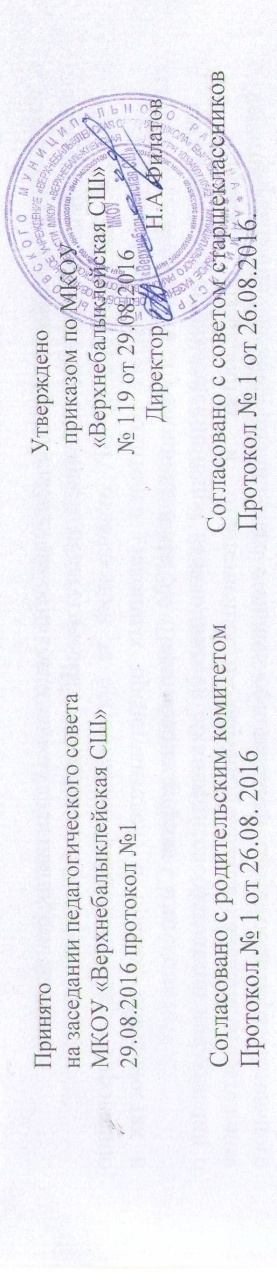 Принято
на заседании педагогического совета
МКОУ «Верхнебалыклейская СШ»
29.08.2016 протокол №1
Утверждено
приказом по МКОУ
«Верхнебалыклейская СШ»
№ 119 от 29.08.2016
Директор Н.А.Филатов
Согласовано с родительским комитетом
Протокол № 1 от 26.08. 2016
Согласовано с советом старшеклассников
Протокол № 1 от 26.08.2016.